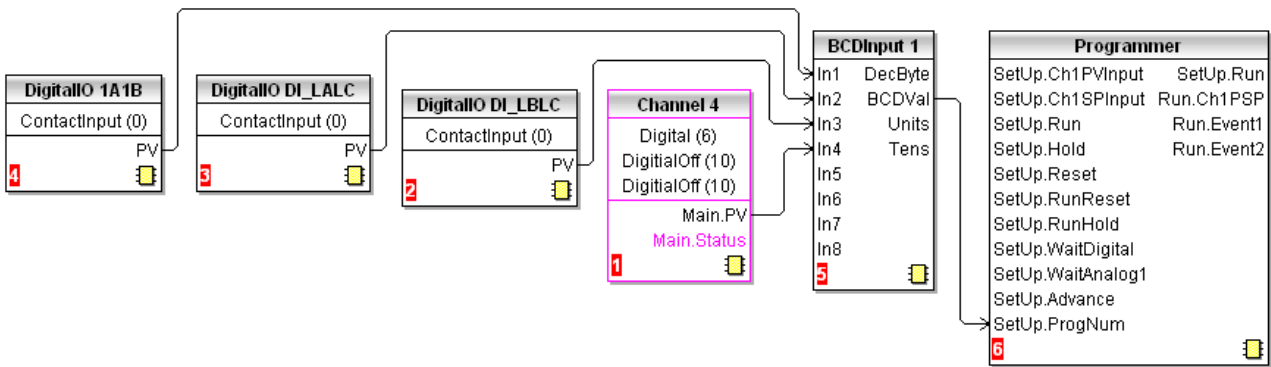 DigitalIO 1A1B
ContactInput (0)
PV
4
DigitalIO DI_LALC
ContactInput (0)
PV
3
DigitalIO DI_LBLC
ContactInput (0)
PV
2
Channel 4
Digital (6)
DigitialOff (10)
DigitialOff (10)
Main.PV
Main.Status
1
BCDInput 1
In1 DecByte
In2 BCDVal
In3 Units
In4 Tens
In5
In6
In7
In8
5
Programmer
SetUp.Ch1PVInput SetUp.Run
SetUp.Ch1SPInput Run.Ch1PSP
SetUp.Run Run.Event1
SetUp.Hold Run.Event2
SetUp.Reset
SetUp.RunReset
SetUp.RunHold
SetUp.WaitDigital
SetUp.WaitAnalog1
SetUp.Advance
SetUp.ProgNum
6